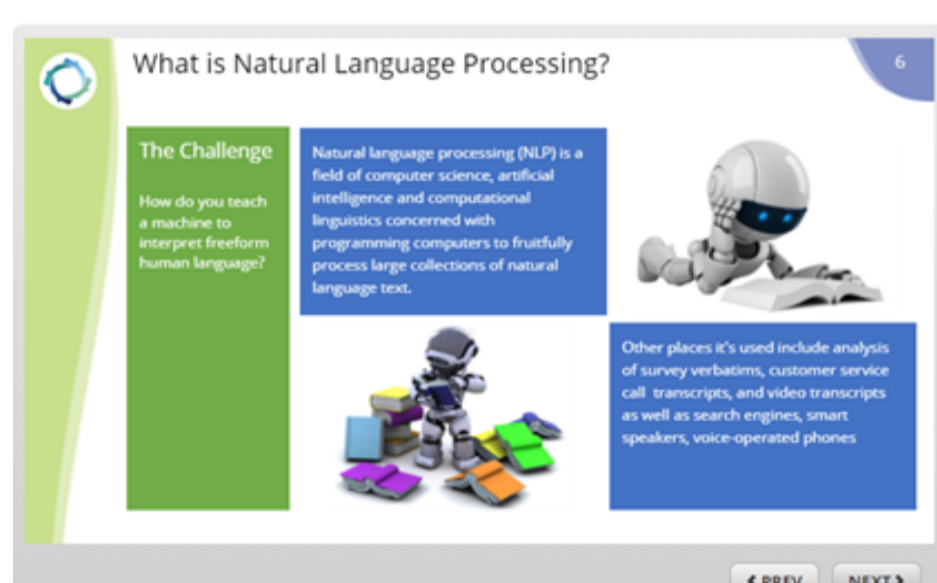 What is Natural Language Processing?
6
The Challenge
How do you teach
a machine to
interpret freeform
human language?
Natural language processing (NLP) is a
field of computer science, artificial
intelligence and computational
linguistics concerned with
programming computers to fruitfully
process large collections of natural
language text.
Other places it's used include analysis
of survey verbatims, customer service
call transcripts, and video transcripts
as well as search engines, smart
speakers, voice-operated phones
PREV
NEXT